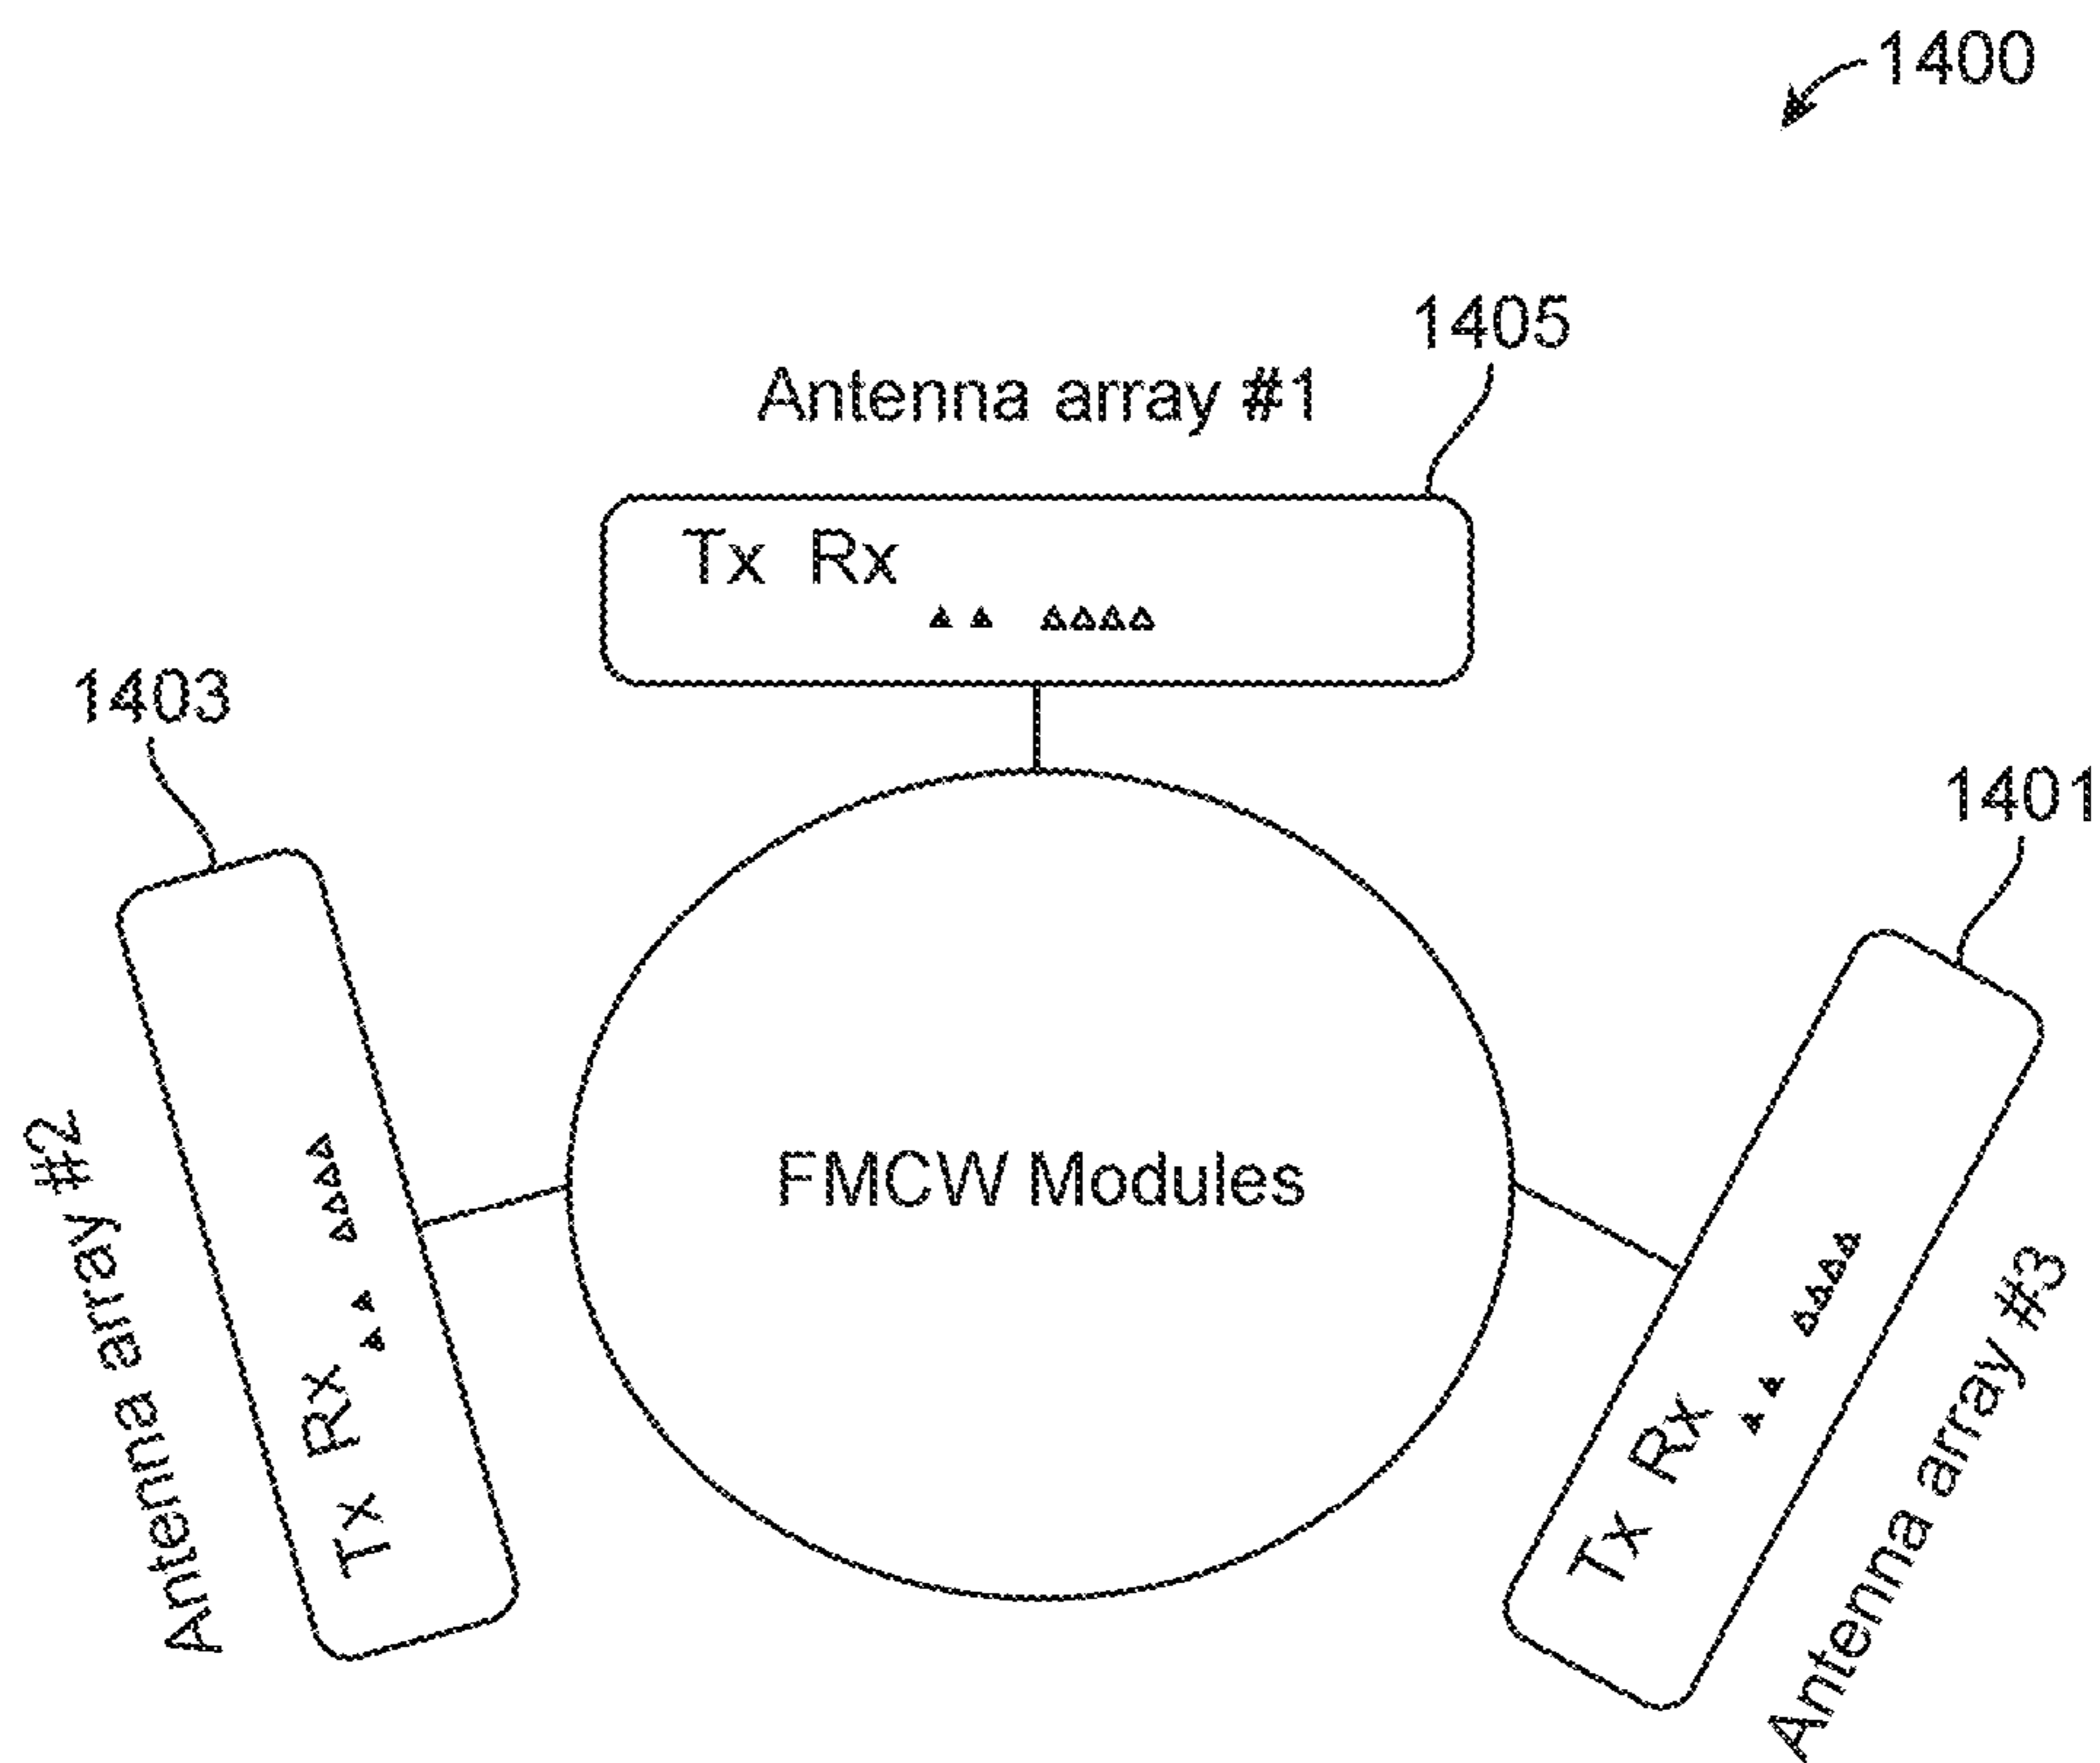 1400
1405
Antenna array #1
Tx Rx
1403
1401
Antenna array #2
Tx Rx
FMCW Modules
Tx Rx
Antenna array #3